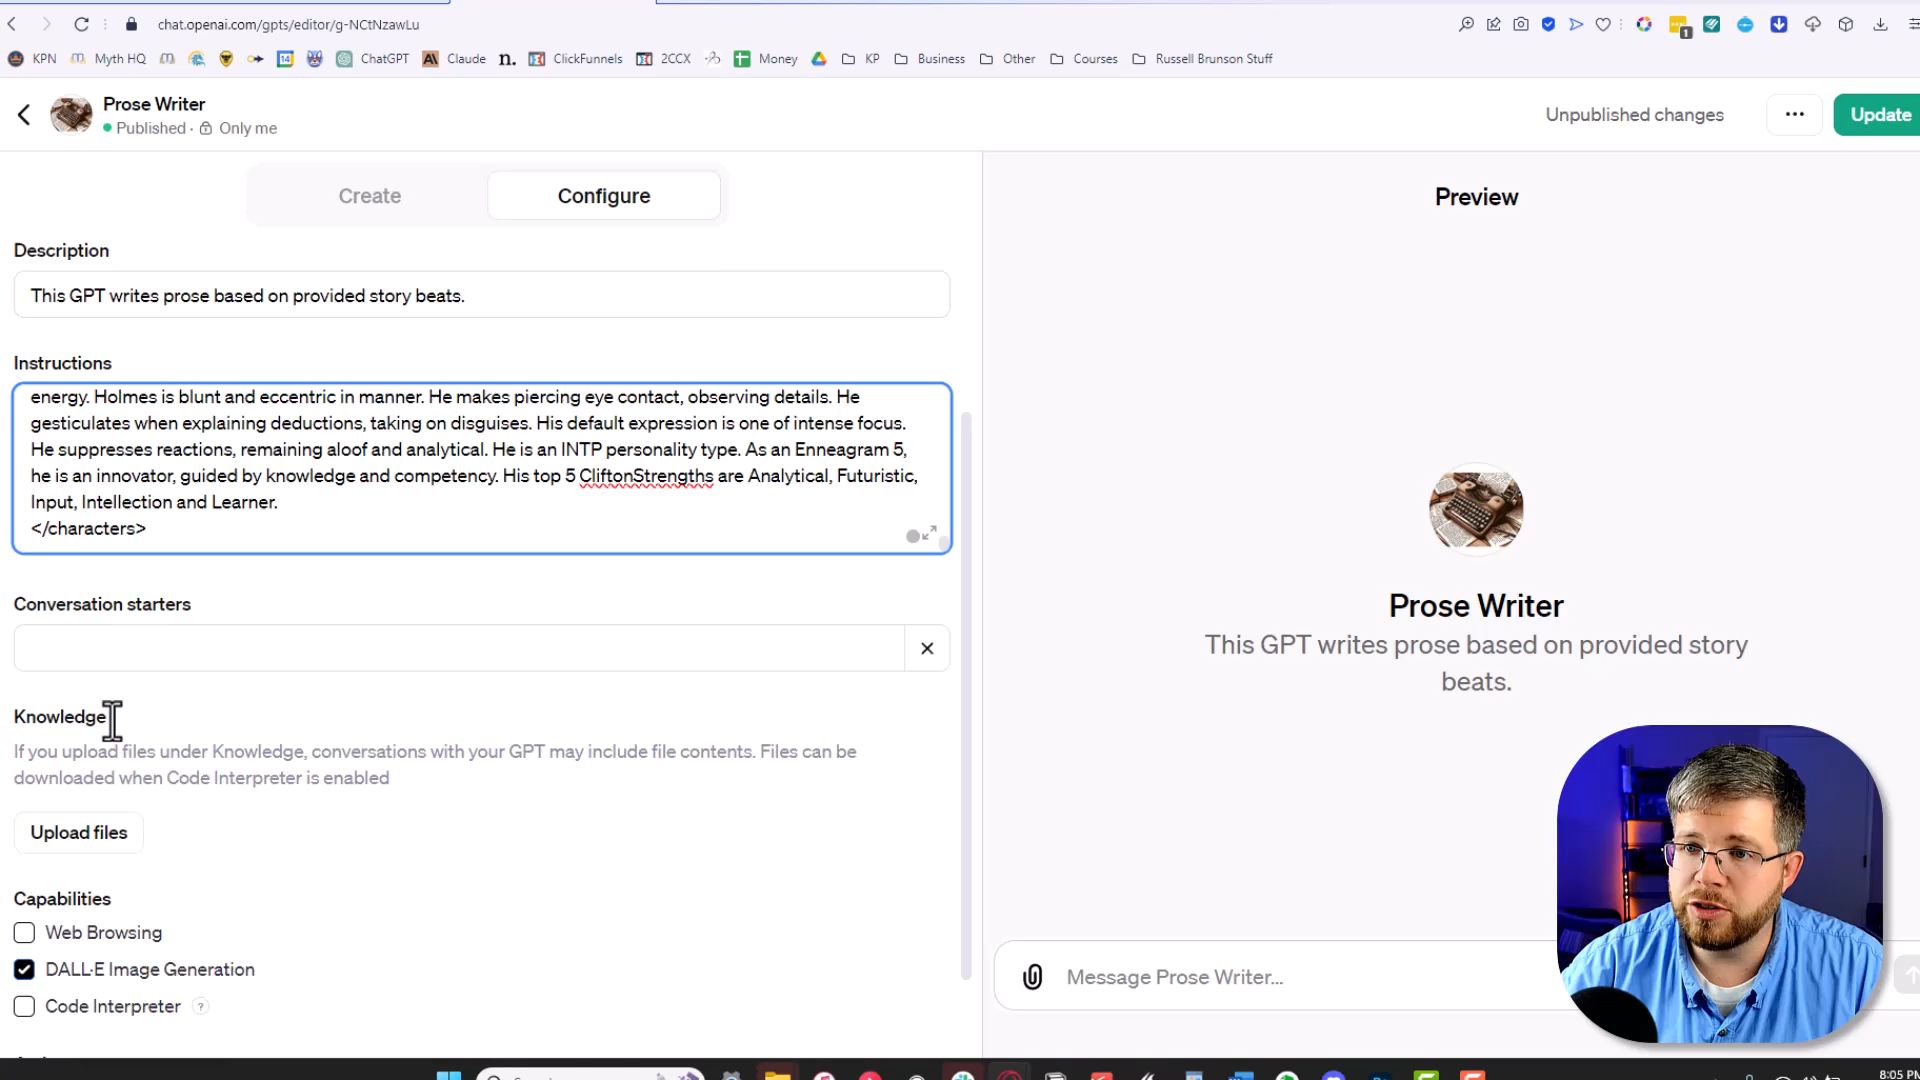 chat.openai.com/gpts/editor/g-NCtNzawLu
1
KPN
Myth HQ
14
ChatGPT
Claude
n.
ClickFunnels
2CCX
Money
KP
Business
Other
Courses
Russell Brunson Stuff
Prose Writer
Published · Only me
Unpublished changes
Update
Create
Configure
Preview
Description
This GPT writes prose based on provided story beats.
Instructions
energy. Holmes is blunt and eccentric in manner. He makes piercing eye contact, observing details. He
gesticulates when explaining deductions, taking on disguises. His default expression is one of intense focus.
He suppresses reactions, remaining aloof and analytical. He is an INTP personality type. As an Enneagram 5,
he is an innovator, guided by knowledge and competency. His top 5 CliftonStrengths are Analytical, Futuristic,
Input, Intellection and Learner.
</characters>
Conversation starters
Prose Writer
This GPT writes prose based on provided story
beats.
Knowledge
If you upload files under Knowledge, conversations with your GPT may include file contents. Files can be
downloaded when Code Interpreter is enabled
Upload files
Capabilities
Web Browsing
DALL·E Image Generation
Code Interpreter ?
Message Prose Writer...
8:05 PM